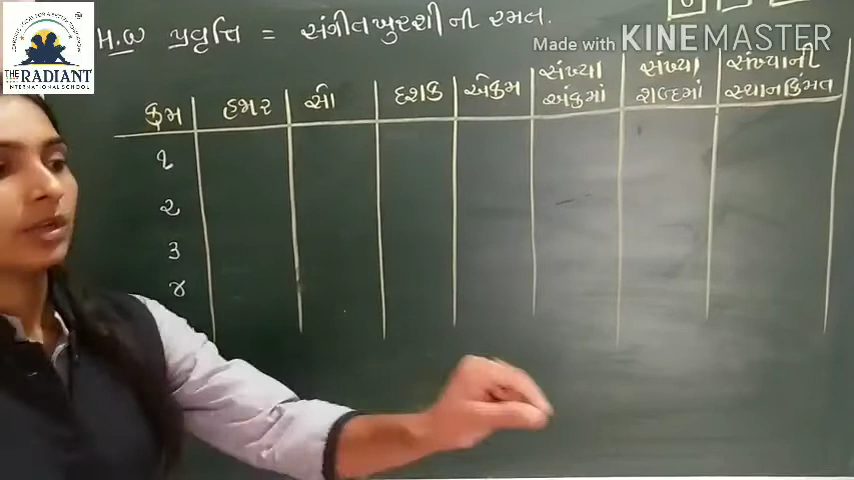 H.W પ્રવૃત્તિ = સંગીત ખુરશી ની રમત.
Made with KINEMASTER
THE RADIANT
INTERNATIONAL SCHOOL
ક્રમ હજાર સો દશક એકમ સંખ્યા અંકમાં સંખ્યા શબ્દમાં સંખ્યાની સ્થાનકિંમત
૧
૨
૩
૪